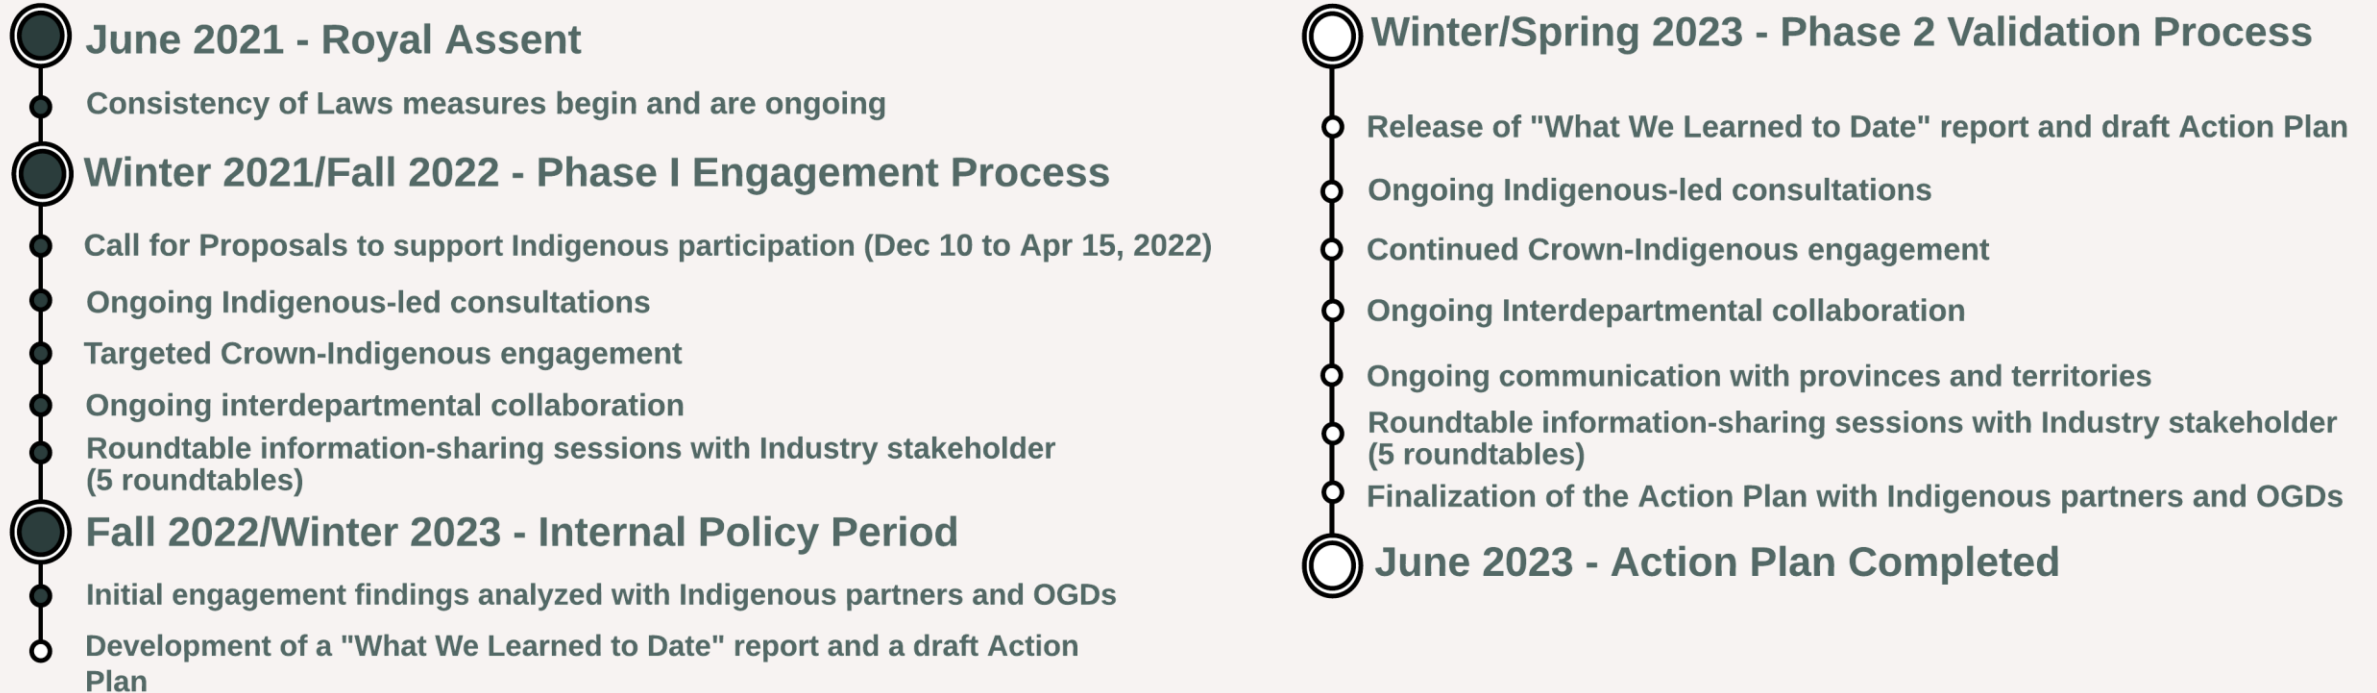 June 2021 - Royal Assent
Consistency of Laws measures begin and are ongoing
Winter 2021/Fall 2022 - Phase I Engagement Process
Call for Proposals to support Indigenous participation (Dec 10 to Apr 15, 2022)
Ongoing Indigenous-led consultations
Targeted Crown-Indigenous engagement
Ongoing interdepartmental collaboration
Roundtable information-sharing sessions with Industry stakeholder
(5 roundtables)
Fall 2022/Winter 2023 - Internal Policy Period
Initial engagement findings analyzed with Indigenous partners and OGDs
Development of a "What We Learned to Date" report and a draft Action
Plan
Winter/Spring 2023 - Phase 2 Validation Process
Release of "What We Learned to Date" report and draft Action Plan
Ongoing Indigenous-led consultations
Continued Crown-Indigenous engagement
Ongoing Interdepartmental collaboration
Ongoing communication with provinces and territories
Roundtable information-sharing sessions with Industry stakeholder
(5 roundtables)
Finalization of the Action Plan with Indigenous partners and OGDs
June 2023 - Action Plan Completed